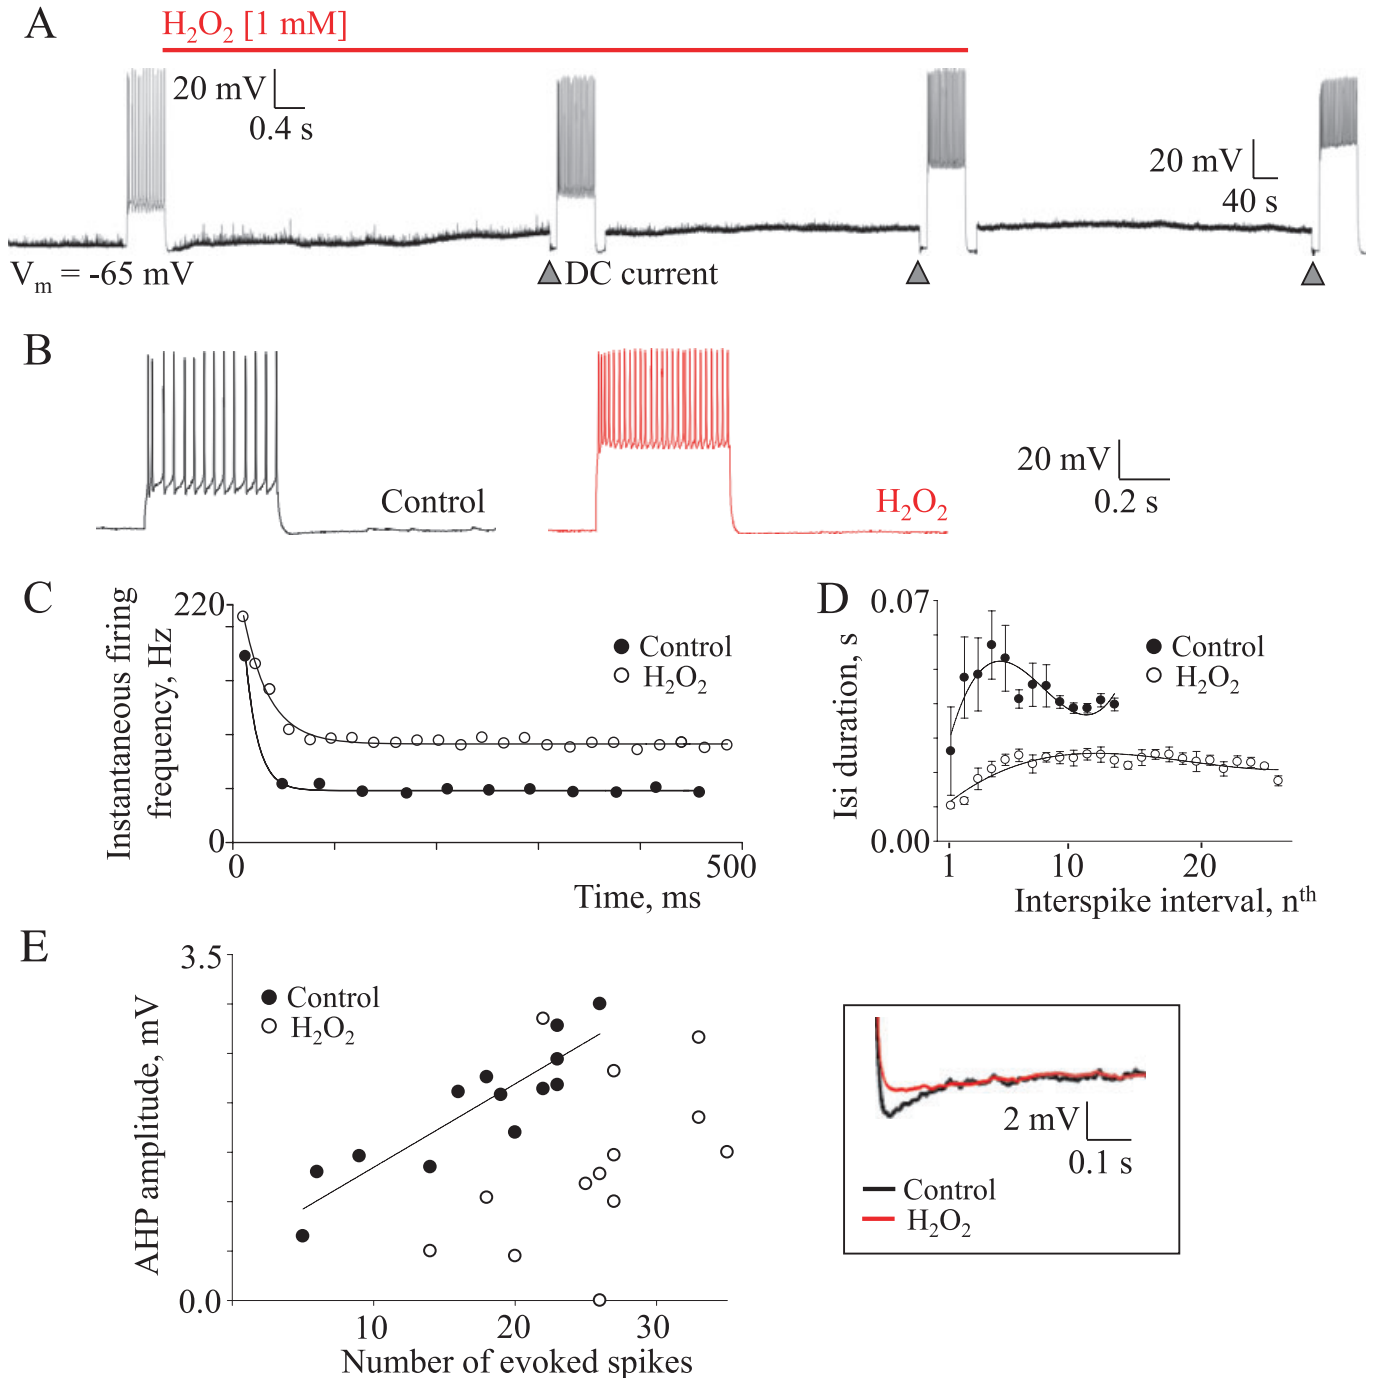 A
H₂O₂ [1 mM]
20 mV
0.4 s
20 mV
40 s
Vₘ = -65 mV
DC current
B
Control
H₂O₂
20 mV
0.2 s
C
Instantaneous firing
frequency, Hz
220
0
Control
H₂O₂
0
500
Time, ms
D
Isi duration, s
0.07
0.00
Control
H₂O₂
1
10
20
Interspike interval, nᵗʰ
E
AHP amplitude, mV
3.5
0.0
Control
H₂O₂
10
20
30
Number of evoked spikes
2 mV
0.1 s
Control
H₂O₂